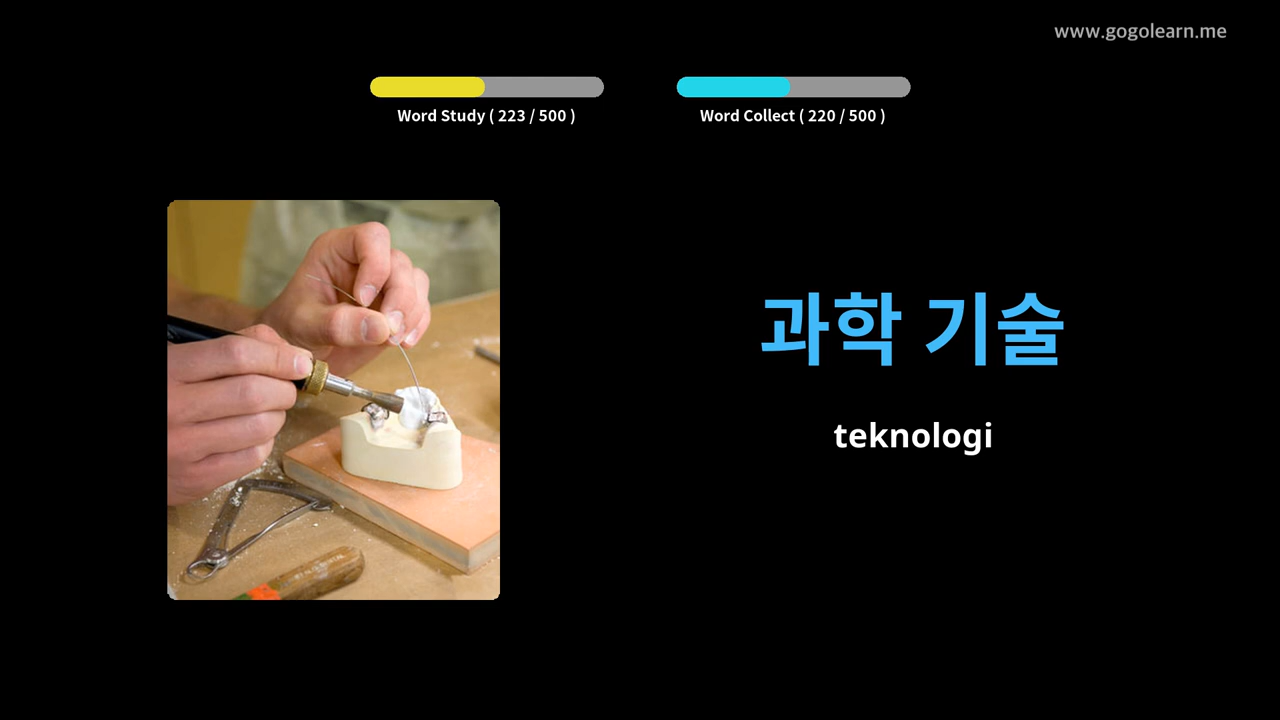 www.gogolearn.me
Word Study ( 223 / 500 )
Word Collect ( 220 / 500 )
과학 기술
teknologi